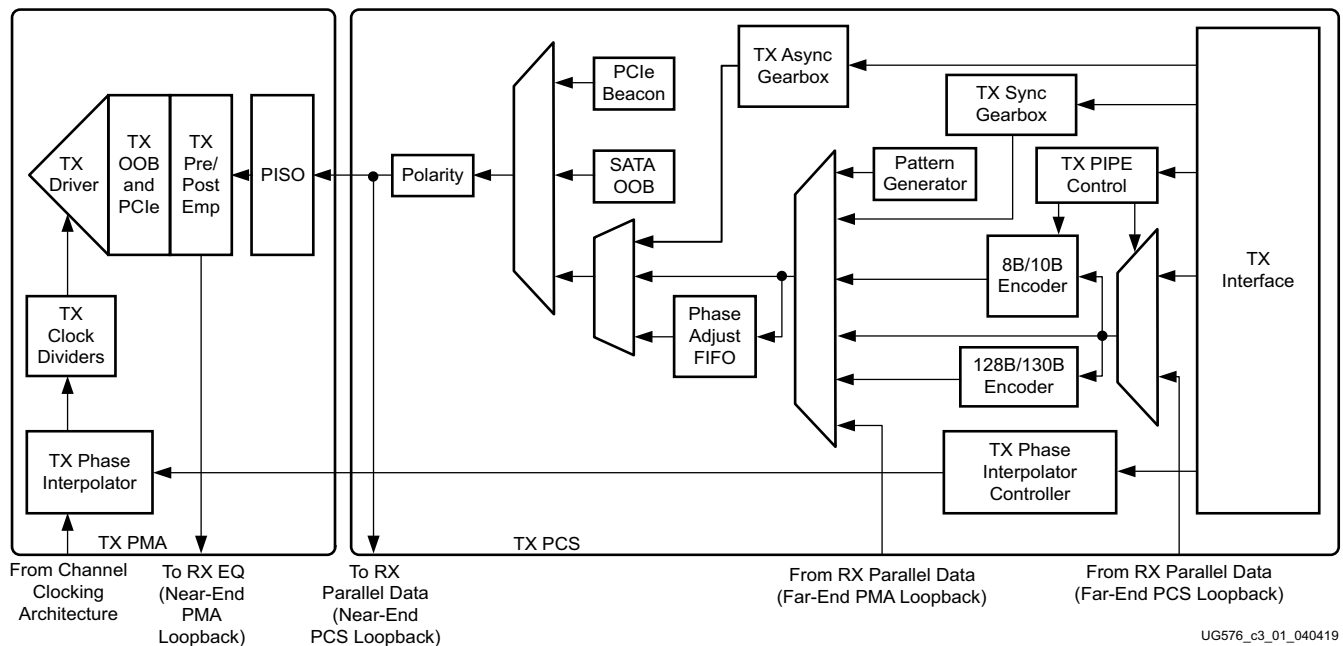 TX Driver
TX OOB and PCIe
TX Pre/Post Emp
PISO
Polarity
PCIe Beacon
SATA OOB
TX Async Gearbox
TX Sync Gearbox
Pattern Generator
TX PIPE Control
8B/10B Encoder
128B/130B Encoder
TX Interface
Phase Adjust FIFO
TX Clock Dividers
TX Phase Interpolator
TX Phase Interpolator Controller
TX PMA
TX PCS
From Channel Clocking Architecture
To RX EQ (Near-End PMA Loopback)
To RX Parallel Data (Near-End PCS Loopback)
From RX Parallel Data (Far-End PMA Loopback)
From RX Parallel Data (Far-End PCS Loopback)
UG576_c3_01_040419